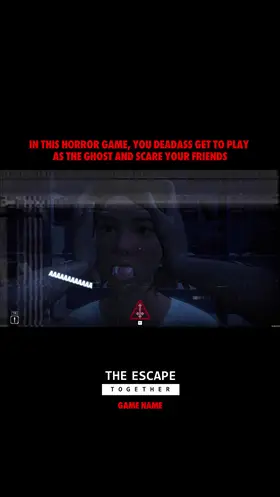 IN THIS HORROR GAME, YOU DEADASS GET TO PLAY
AS THE GHOST AND SCARE YOUR FRIENDS
THE ESCAPE
TOGETHER
GAME NAME